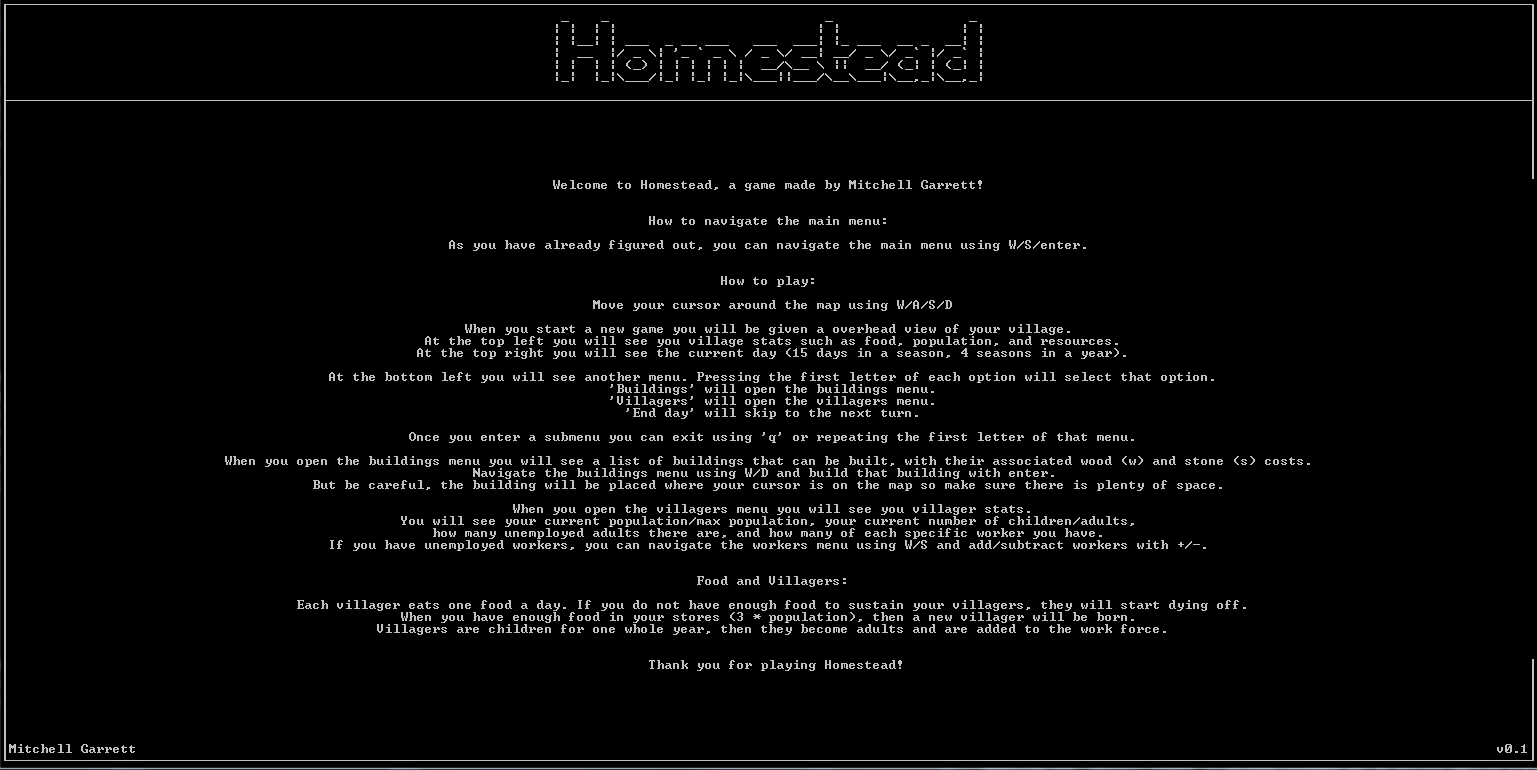 Homestead
Welcome to Homestead, a game made by Mitchell Garrett!
How to navigate the main menu:
As you have already figured out, you can navigate the main menu using W/S/enter.
How to play:
Move your cursor around the map using W/A/S/D
When you start a new game you will be given a overhead view of your village.
At the top left you will see you village stats such as food, population, and resources.
At the top right you will see the current day (15 days in a season, 4 seasons in a year).
At the bottom left you will see another menu. Pressing the first letter of each option will select that option.
'Buildings' will open the buildings menu.
'Villagers' will open the villagers menu.
'End day' will skip to the next turn.
Once you enter a submenu you can exit using 'q' or repeating the first letter of that menu.
When you open the buildings menu you will see a list of buildings that can be built, with their associated wood (w) and stone (s) costs.
Navigate the buildings menu using W/D and build that building with enter.
But be careful, the building will be placed where your cursor is on the map so make sure there is plenty of space.
When you open the villagers menu you will see you villager stats.
You will see your current population/max population, your current number of children/adults,
how many unemployed adults there are, and how many of each specific worker you have.
If you have unemployed workers, you can navigate the workers menu using W/S and add/subtract workers with +/-.
Food and Villagers:
Each villager eats one food a day. If you do not have enough food to sustain your villagers, they will start dying off.
When you have enough food in your stores (3 * population), then a new villager will be born.
Villagers are children for one whole year, then they become adults and are added to the work force.
Thank you for playing Homestead!
Mitchell Garrett
v0.1